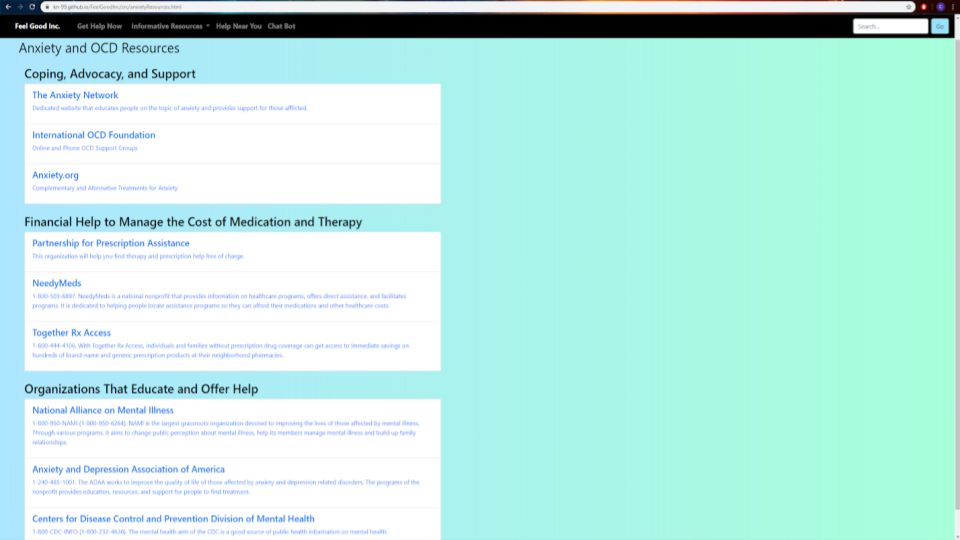 kn-99.github.io/FeelGoodInc/src/anxietyResources.html
Feel Good Inc. Get Help Now Informative Resources Help Near You Chat Bot Search... Go
Anxiety and OCD Resources
Coping, Advocacy, and Support
The Anxiety Network
Dedicated website that educates people on the topic of anxiety and provides support for those afflicted.
International OCD Foundation
Online and Phone OCD Support Groups
Anxiety.org
Complementary and Alternative Treatments for Anxiety
Financial Help to Manage the Cost of Medication and Therapy
Partnership for Prescription Assistance
This organization will help you find therapy and prescription help free of charge.
NeedyMeds
1-800-503-6897. NeedyMeds is a national nonprofit that provides information on healthcare programs, offers direct assistance, and facilitates
programs. It is dedicated to helping people locate assistance programs so they can afford their medications and other healthcare costs.
Together Rx Access
1-800-444-4106. With Together Rx Access, individuals and families without prescription drug coverage can get access to immediate savings on
hundreds of brand-name and generic prescription products at their neighborhood pharmacies.
Organizations That Educate and Offer Help
National Alliance on Mental Illness
1-800-950-NAMI (1-800-950-6264). NAMI is the largest grassroots organization devoted to improving the lives of those affected by mental illness.
Through various programs, it aims to change public perception about mental illness, help its members manage mental illness and build up family
relationships.
Anxiety and Depression Association of America
1-240-485-1001. The ADAA works to improve the quality of life of those affected by anxiety and depression related disorders. The programs of the
nonprofit provides education, resources, and support for people to find treatment.
Centers for Disease Control and Prevention Division of Mental Health
1-800-CDC-INFO (1-800-232-4636). The mental health arm of the CDC is a good source of public health information on mental health.